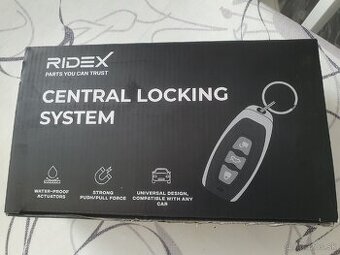 RIDEX
PARTS YOU CAN TRUST
CENTRAL LOCKING
SYSTEM
WATER-PROOF
ACTUATORS
STRONG
PUSH/PULL FORCE
UNIVERSAL DESIGN,
COMPATIBLE WITH ANY
CAR